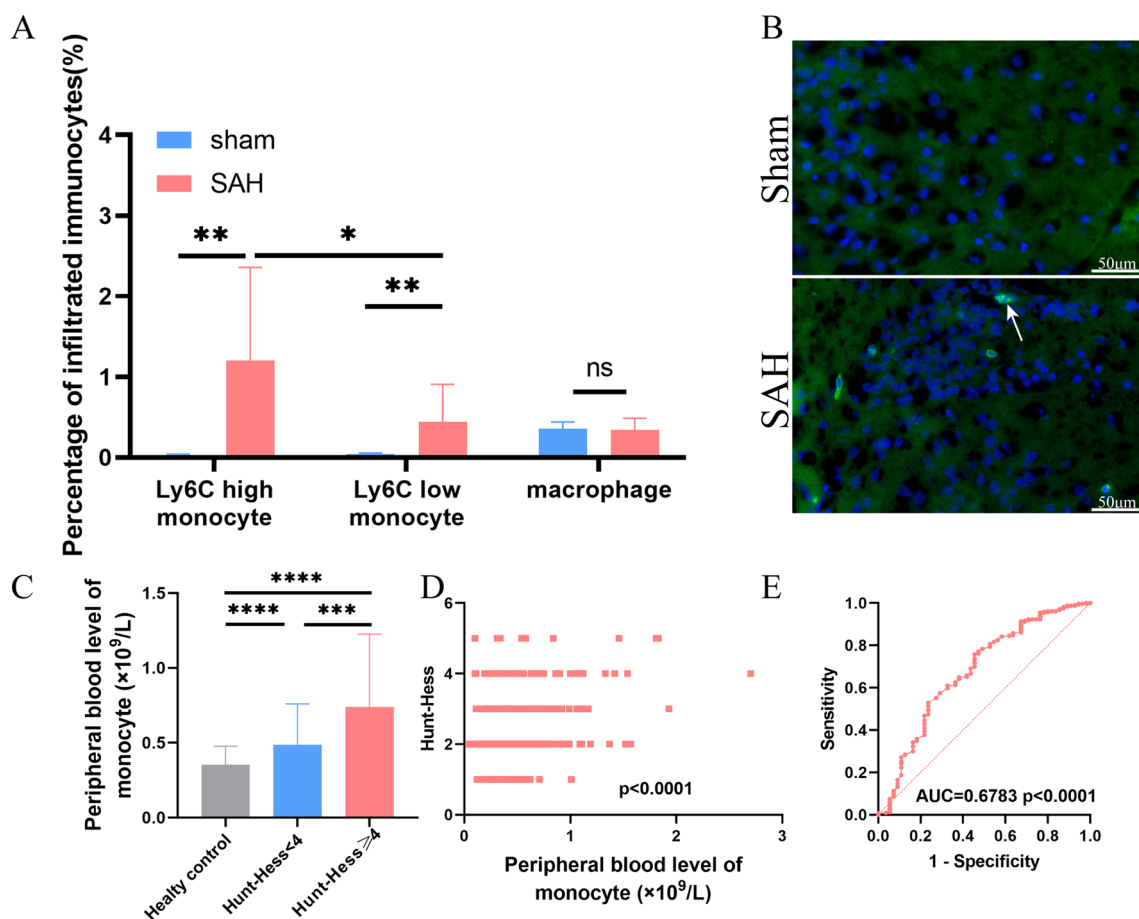 A
Percentage of infiltrated immunocytes(%)
4
3
2
1
0
sham
SAH
**
*
**
ns
Ly6C high
monocyte
Ly6C low
monocyte
macrophage
B
Sham
50um
SAH
50um
C
Peripheral blood level of
monocyte (×10⁹/L)
1.5
1.0
0.5
0.0
****
****
***
Healty control
Hunt-Hess<4
Hunt-Hess⩾4
D
Hunt-Hess
6
4
2
0
p<0.0001
0
1
2
3
Peripheral blood level of
monocyte (×10⁹/L)
E
Sensitivity
1.0
0.8
0.6
0.4
0.2
0.0
AUC=0.6783 p<0.0001
0.0 0.2 0.4 0.6 0.8 1.0
1 - Specificity